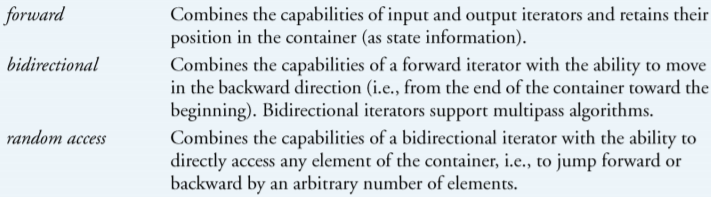 forward Combines the capabilities of input and output iterators and retains their
position in the container (as state information).
bidirectional Combines the capabilities of a forward iterator with the ability to move
in the backward direction (i.e., from the end of the container toward the
beginning). Bidirectional iterators support multipass algorithms.
random access Combines the capabilities of a bidirectional iterator with the ability to
directly access any element of the container, i.e., to jump forward or
backward by an arbitrary number of elements.